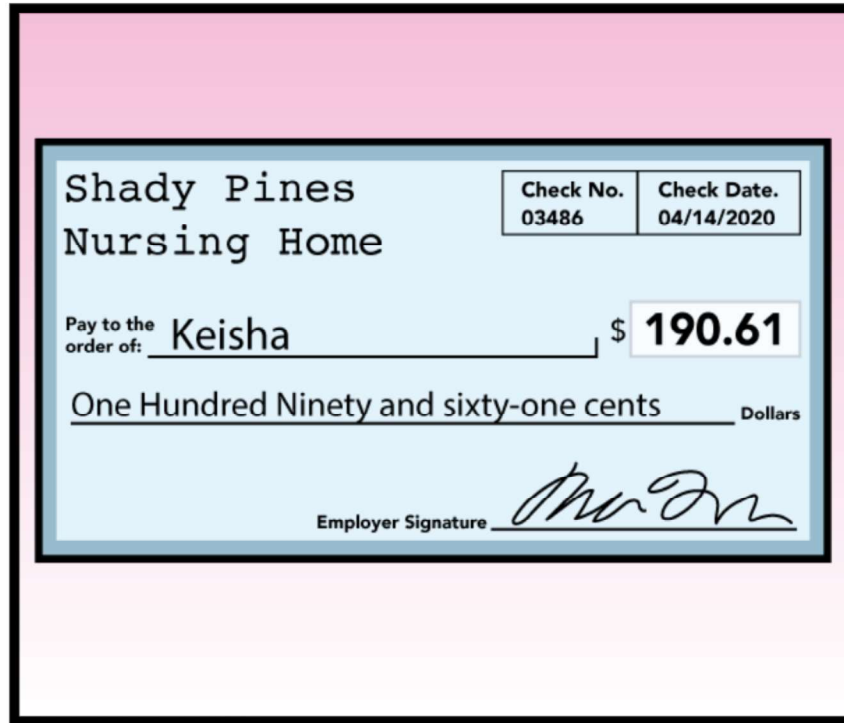 Shady Pines
Nursing Home
Check No.
03486
Check Date.
04/14/2020
Pay to the
order of: Keisha $ 190.61
One Hundred Ninety and sixty-one cents Dollars
Employer Signature